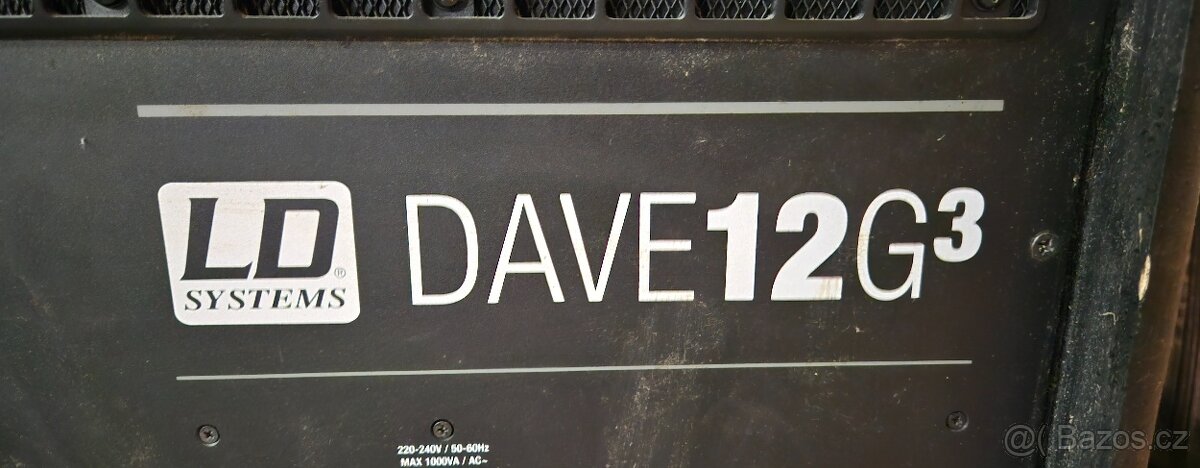 LD®
SYSTEMS
DAVE12G³
220-240V / 50-60Hz
MAX 1000VA / AC~
@( Bazos.cz